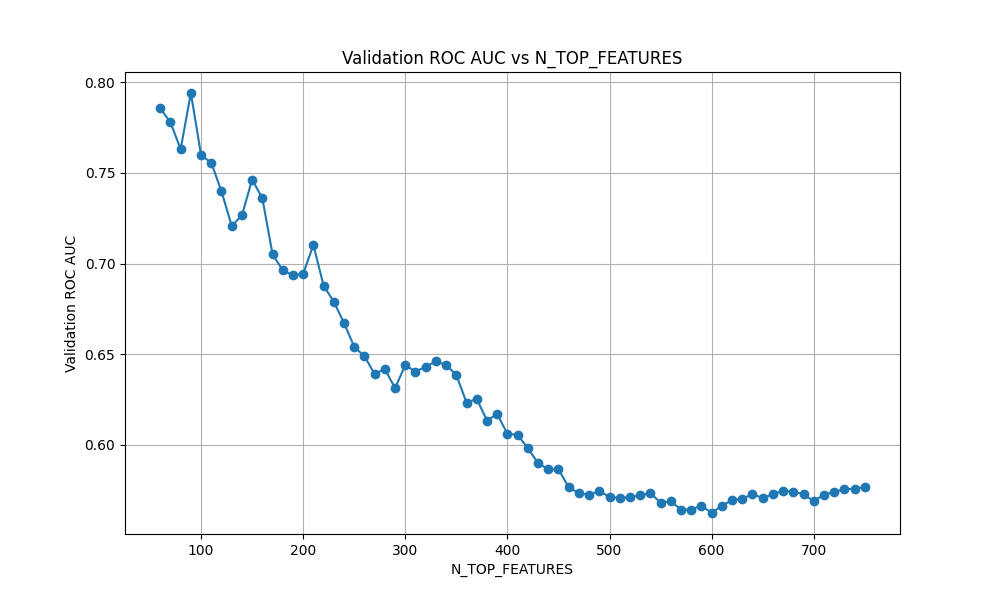 Validation ROC AUC vs N_TOP_FEATURES
0.80
0.75
0.70
0.65
0.60
Validation ROC AUC
100 200 300 400 500 600 700
N_TOP_FEATURES